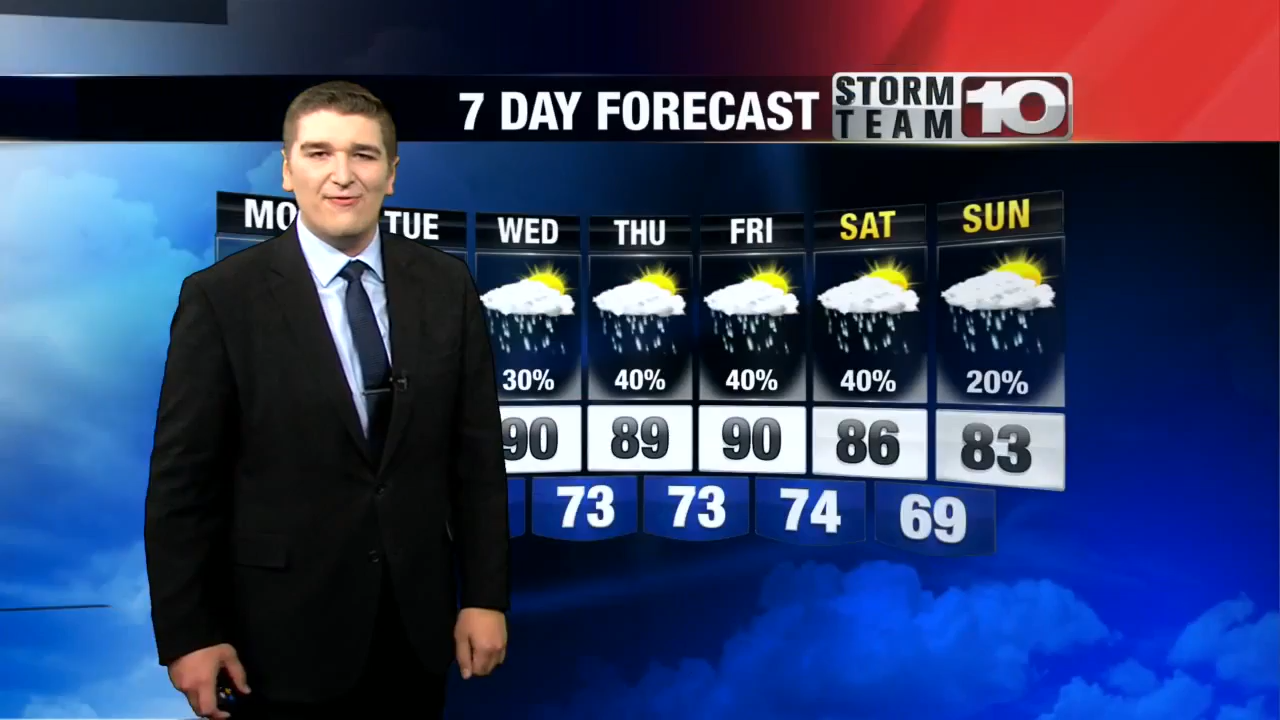 7 DAY FORECAST
STORM TEAM 10
MO TUE WED THU FRI SAT SUN
30% 40% 40% 40% 20%
90 89 90 86 83
73 73 74 69